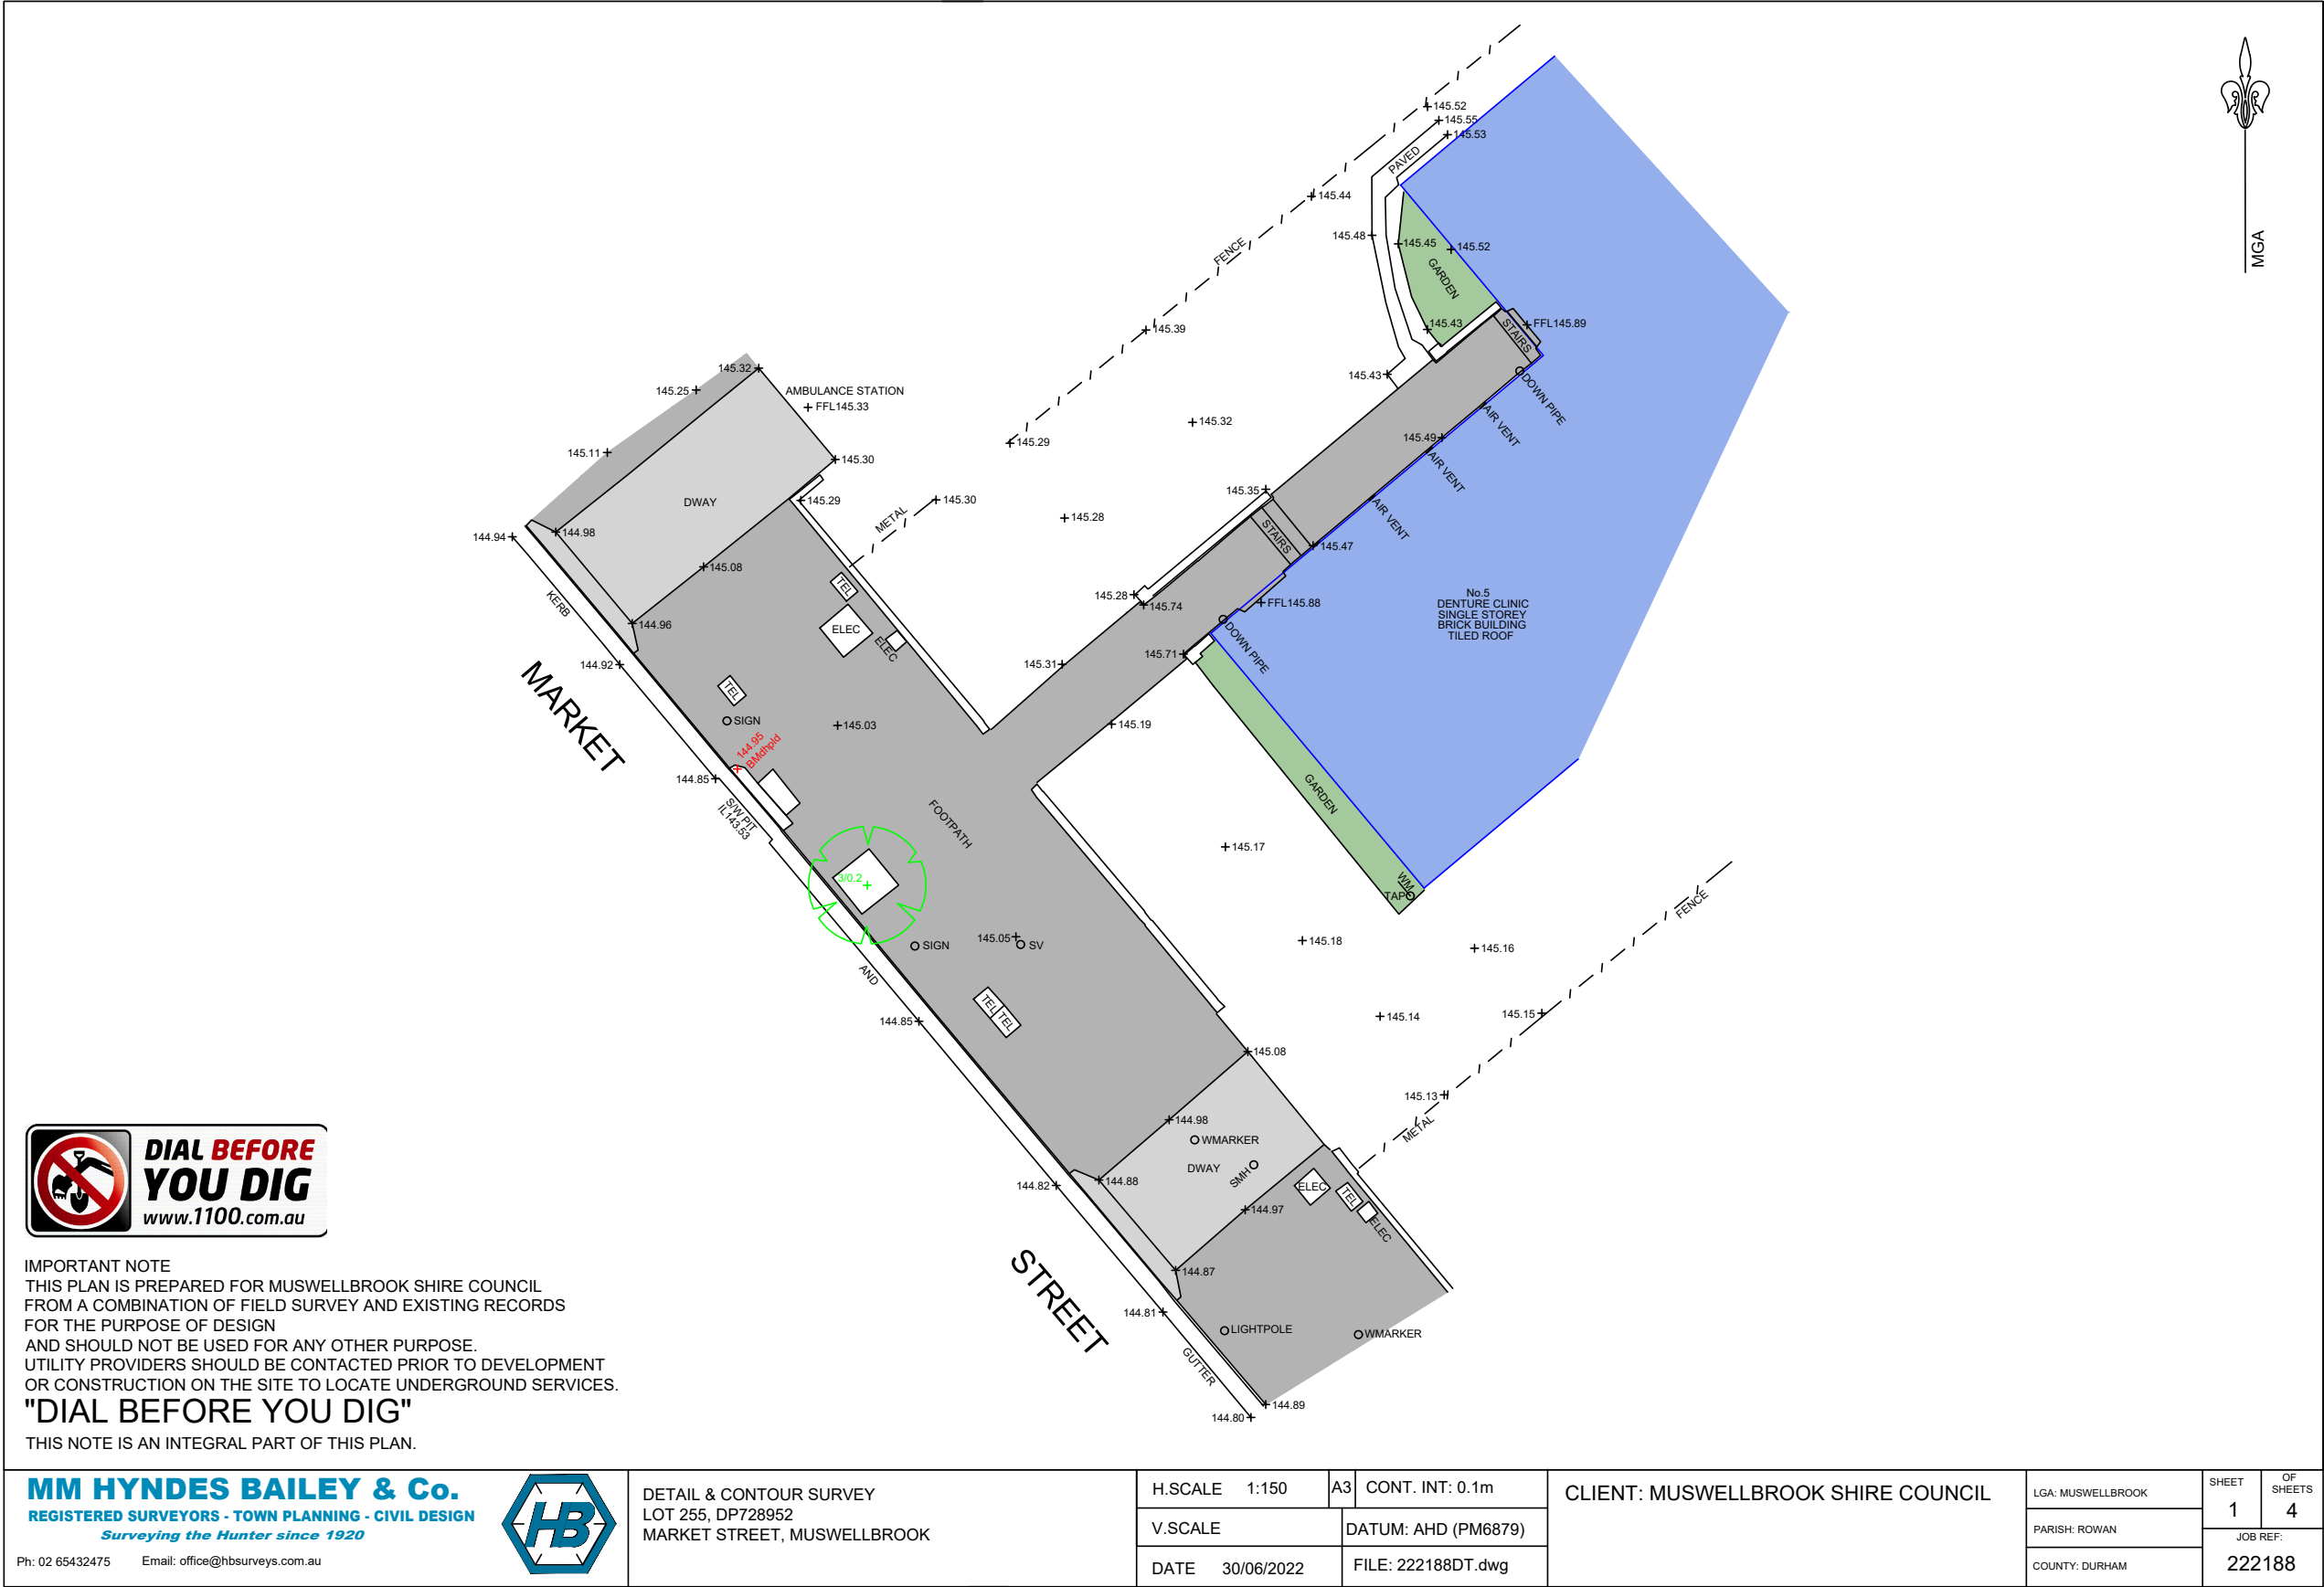 145.52
145.55
145.53
PAVED
145.44
145.48
145.45
145.52
FENCE
GARDEN
MGA
145.43
FFL145.89
STAIRS
145.39
145.32
145.25
AMBULANCE STATION
FFL145.33
145.43
DOWN PIPE
AIR VENT
145.32
145.49
145.29
145.11
145.30
AIR VENT
DWAY
145.29
145.30
145.35
METAL
145.28
AIR VENT
144.94
144.98
STAIRS
145.47
145.08
TEL
145.28
145.74
FFL145.88
No.5
DENTURE CLINIC
SINGLE STOREY
BRICK BUILDING
TILED ROOF
KERB
144.96
ELEC
ELEC
DOWN PIPE
144.92
145.31
145.71
MARKET
TEL
SIGN
145.03
145.19
144.95
BMdhpld
144.85
S/W PIT
IL143.53
FOOTPATH
GARDEN
145.17
3/0.2
WM
TAP
FENCE
SIGN
145.05
SV
145.18
145.16
AND
TEL
TEL
144.85
145.14
145.15
145.08
145.13
METAL
144.98
WMARKER
DWAY
SMH
144.82
144.88
ELEC
TEL
ELEC
144.97
STREET
144.87
144.81
LIGHTPOLE
WMARKER
GUTTER
144.89
144.80
DIAL BEFORE
YOU DIG
www.1100.com.au
IMPORTANT NOTE
THIS PLAN IS PREPARED FOR MUSWELLBROOK SHIRE COUNCIL
FROM A COMBINATION OF FIELD SURVEY AND EXISTING RECORDS
FOR THE PURPOSE OF DESIGN
AND SHOULD NOT BE USED FOR ANY OTHER PURPOSE.
UTILITY PROVIDERS SHOULD BE CONTACTED PRIOR TO DEVELOPMENT
OR CONSTRUCTION ON THE SITE TO LOCATE UNDERGROUND SERVICES.
"DIAL BEFORE YOU DIG"
THIS NOTE IS AN INTEGRAL PART OF THIS PLAN.
MM HYNDES BAILEY & Co.
REGISTERED SURVEYORS - TOWN PLANNING - CIVIL DESIGN
Surveying the Hunter since 1920
Ph: 02 65432475 Email: office@hbsurveys.com.au
HB
DETAIL & CONTOUR SURVEY
LOT 255, DP728952
MARKET STREET, MUSWELLBROOK
H.SCALE 1:150 A3 CONT. INT: 0.1m
V.SCALE DATUM: AHD (PM6879)
DATE 30/06/2022 FILE: 222188DT.dwg
CLIENT: MUSWELLBROOK SHIRE COUNCIL
LGA: MUSWELLBROOK
PARISH: ROWAN
COUNTY: DURHAM
SHEET
1
OF
SHEETS
4
JOB REF:
222188